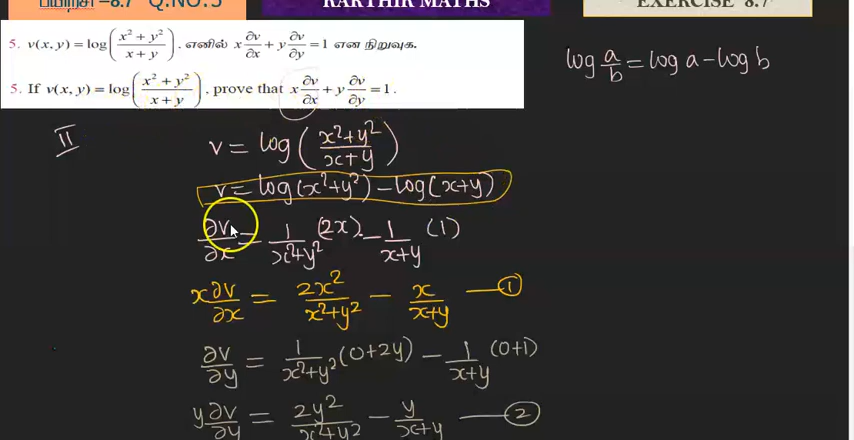 பயிற்சி –8.7 Q.NO.5 KARTHIK MATHS EXERCISE 8.7
5. v(x, y) = log((x² + y²)/(x + y)). எனில் x ∂v/∂x + y ∂v/∂y = 1 என நிறுவுக.
5. If v(x, y) = log((x² + y²)/(x + y)), prove that x ∂v/∂x + y ∂v/∂y = 1.
log a/b = log a – log b
II
v = log((x²+y²)/(x+y))
v = log(x²+y²) – log(x+y)
∂v/∂x = 1/(x²+y²) (2x) – 1/(x+y) (1)
x ∂v/∂x = 2x²/(x²+y²) – x/(x+y) —①
∂v/∂y = 1/(x²+y²) (0+2y) – 1/(x+y) (0+1)
y ∂v/∂y = 2y²/(x²+y²) – y/(x+y) —②